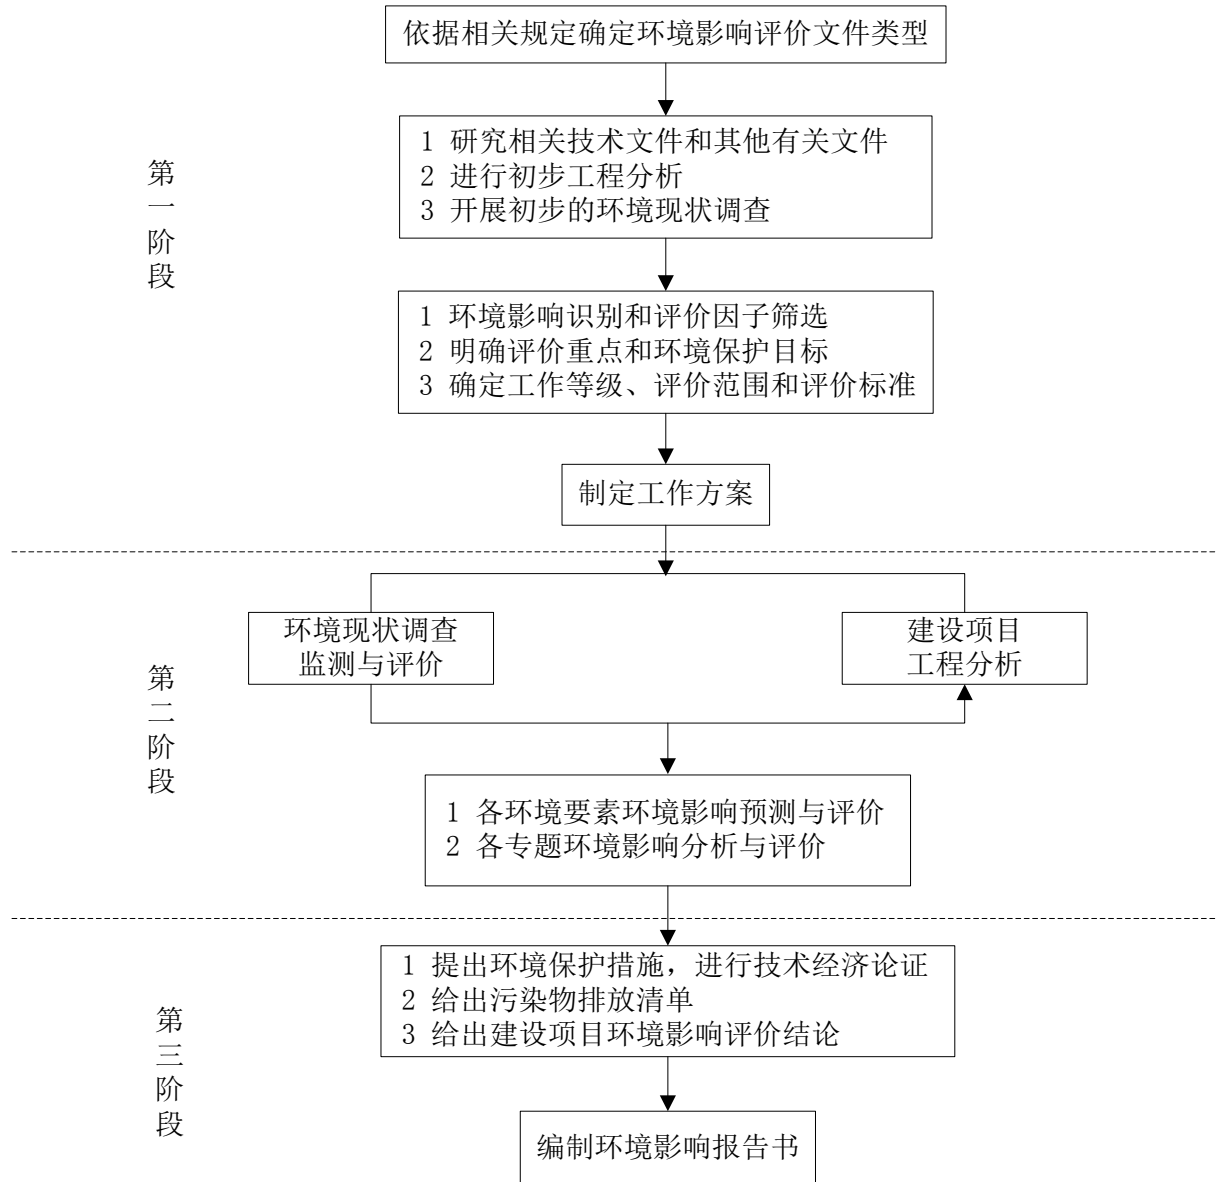 依据相关规定确定环境影响评价文件类型
第一阶段
1 研究相关技术文件和其他有关文件
2 进行初步工程分析
3 开展初步的环境现状调查
1 环境影响识别和评价因子筛选
2 明确评价重点和环境保护目标
3 确定工作等级、评价范围和评价标准
制定工作方案
第二阶段
环境现状调查
监测与评价
建设项目
工程分析
1 各环境要素环境影响预测与评价
2 各专题环境影响分析与评价
第三阶段
1 提出环境保护措施，进行技术经济论证
2 给出污染物排放清单
3 给出建设项目环境影响评价结论
编制环境影响报告书